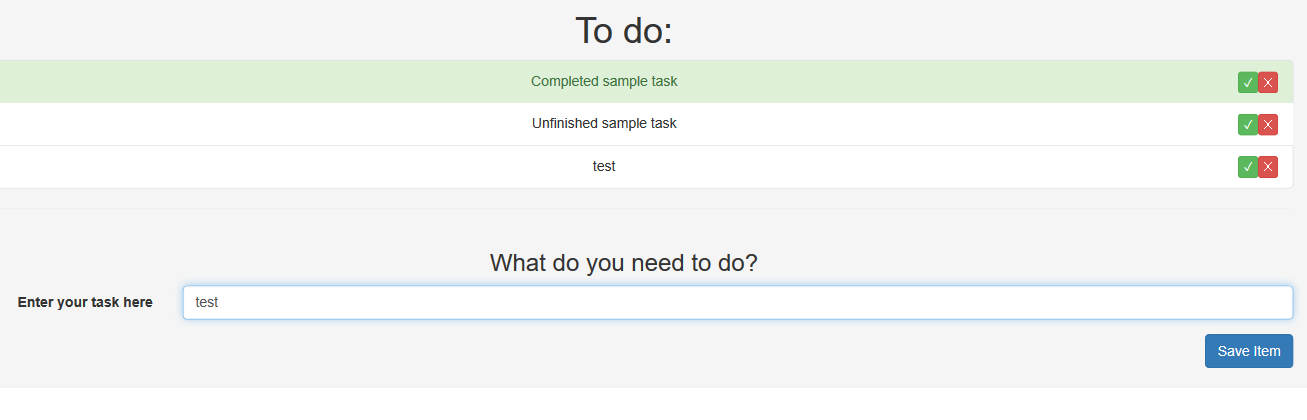 To do:
Completed sample task
✓ ✕
Unfinished sample task
✓ ✕
test
✓ ✕
What do you need to do?
Enter your task here
test
Save Item